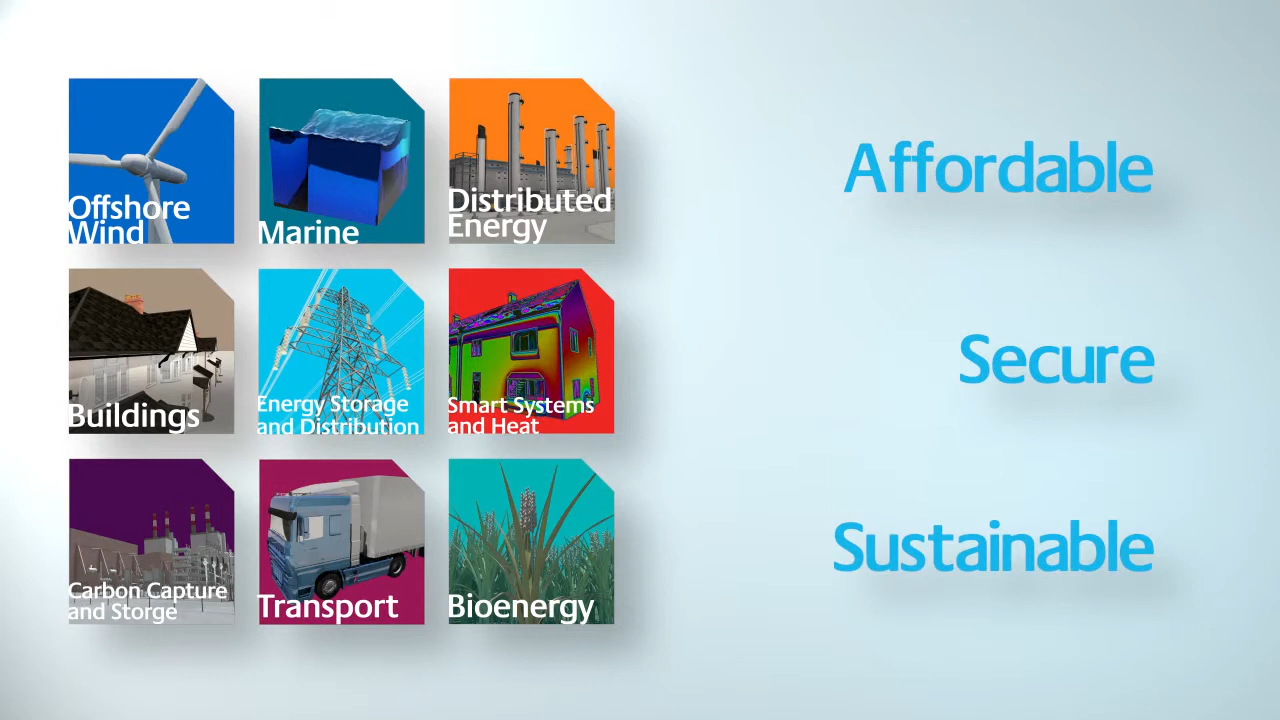 Offshore
Wind
Marine
Distributed
Energy
Buildings
Energy Storage
and Distribution
Smart Systems
and Heat
Carbon Capture
and Storge
Transport
Bioenergy
Affordable
Secure
Sustainable